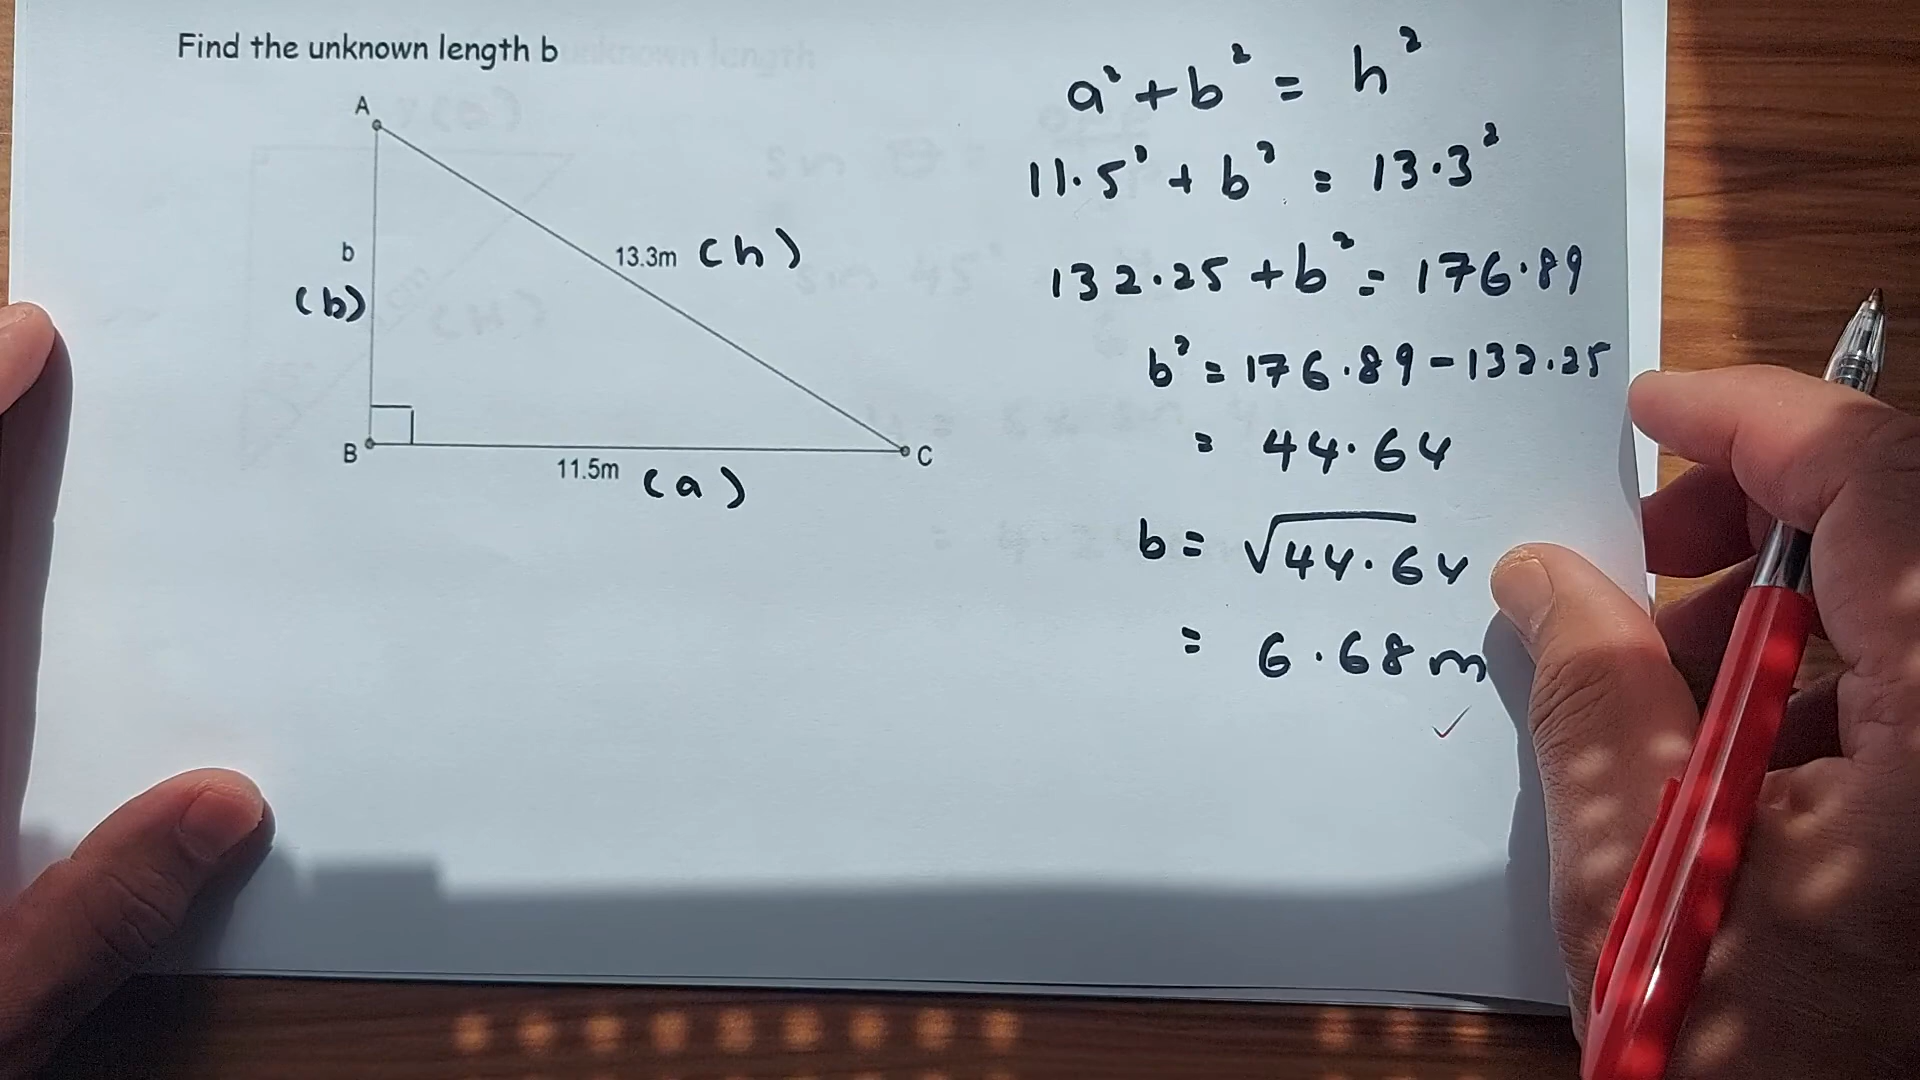 Find the unknown length b
A
b
(b)
13.3m (h)
B
C
11.5m (a)
a² + b² = h²
11.5² + b² = 13.3²
132.25 + b² = 176.89
b² = 176.89 - 132.25
= 44.64
b = √44.64
= 6.68 m
✓